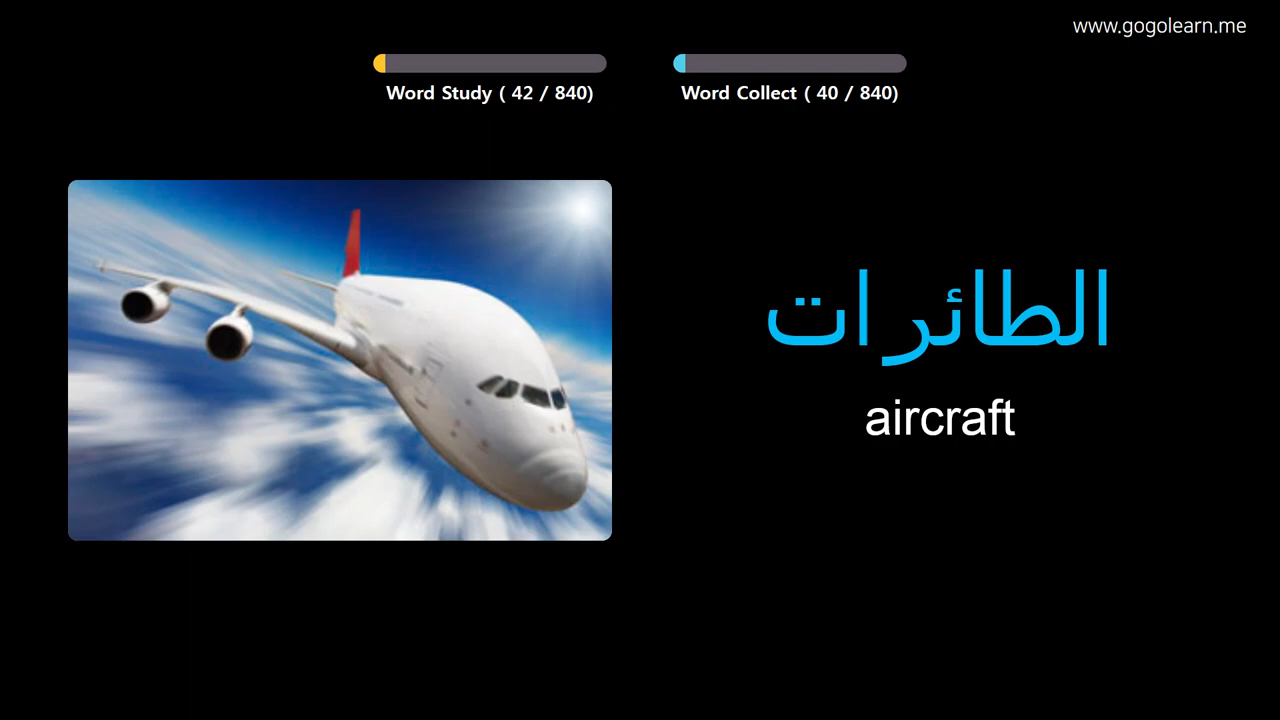 www.gogolearn.me
Word Study ( 42 / 840)
Word Collect ( 40 / 840)
الطائرات
aircraft